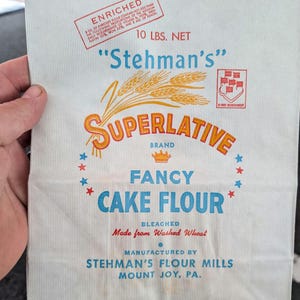 ENRICHED
10 LBS. NET
"Stehman's"
SUPERLATIVE
BRAND
FANCY
CAKE FLOUR
BLEACHED
Made from Washed Wheat
MANUFACTURED BY
STEHMAN'S FLOUR MILLS
MOUNT JOY, PA.